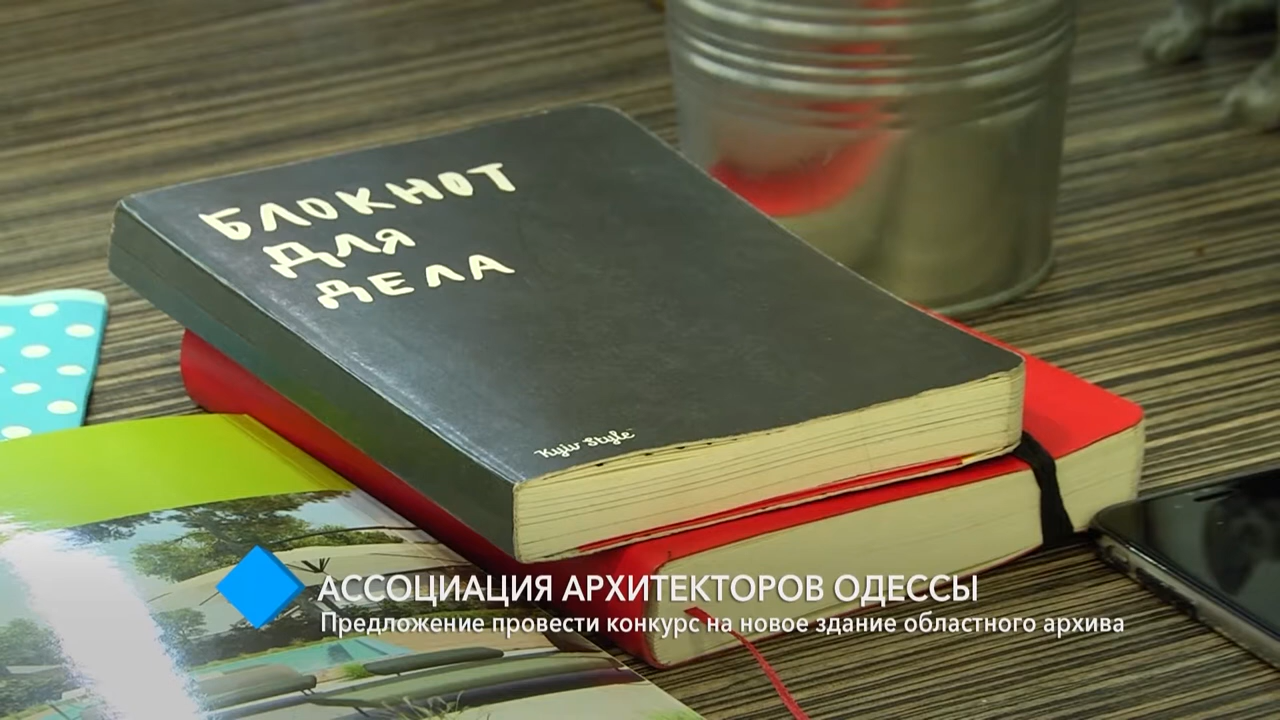 БЛОКНОТ
ДЛЯ
ДЕЛА
Kyiv Style
АССОЦИАЦИЯ АРХИТЕКТОРОВ ОДЕССЫ
Предложение провести конкурс на новое здание областного архива